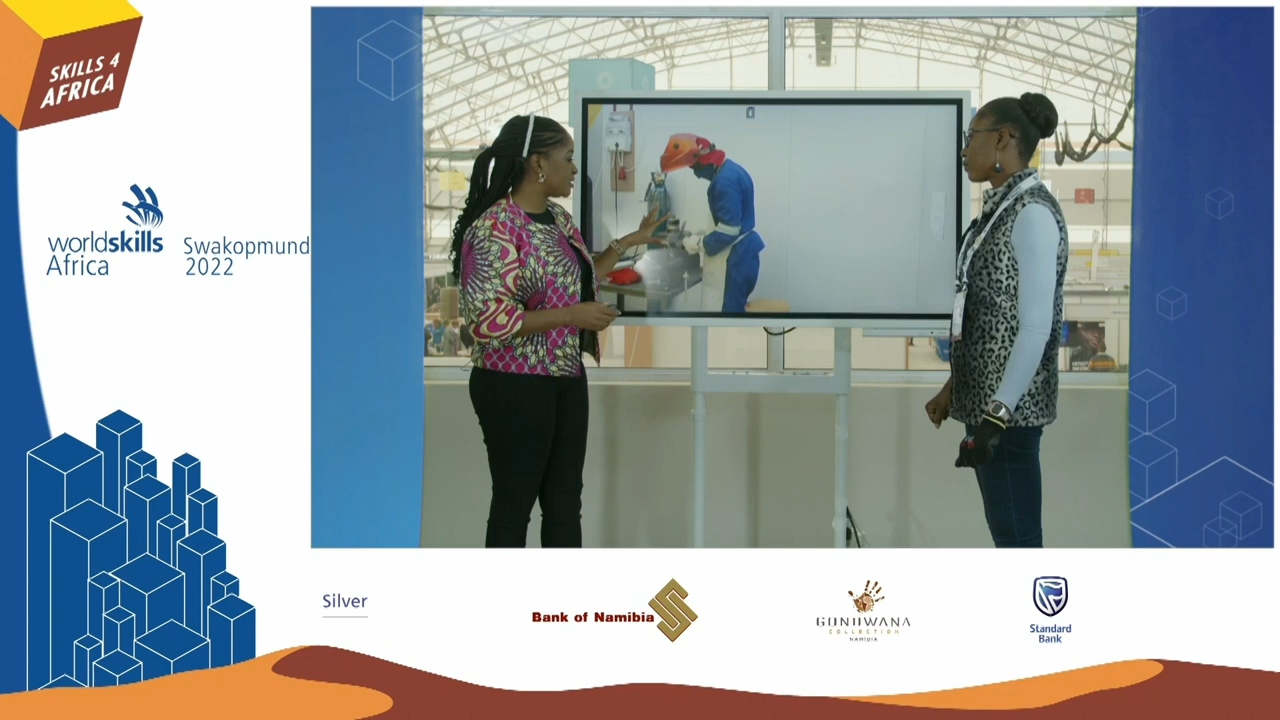 SKILLS 4
AFRICA
worldskills
Africa
Swakopmund
2022
Silver
Bank of Namibia
GONDWANA
COLLECTION
NAMIBIA
Standard
Bank